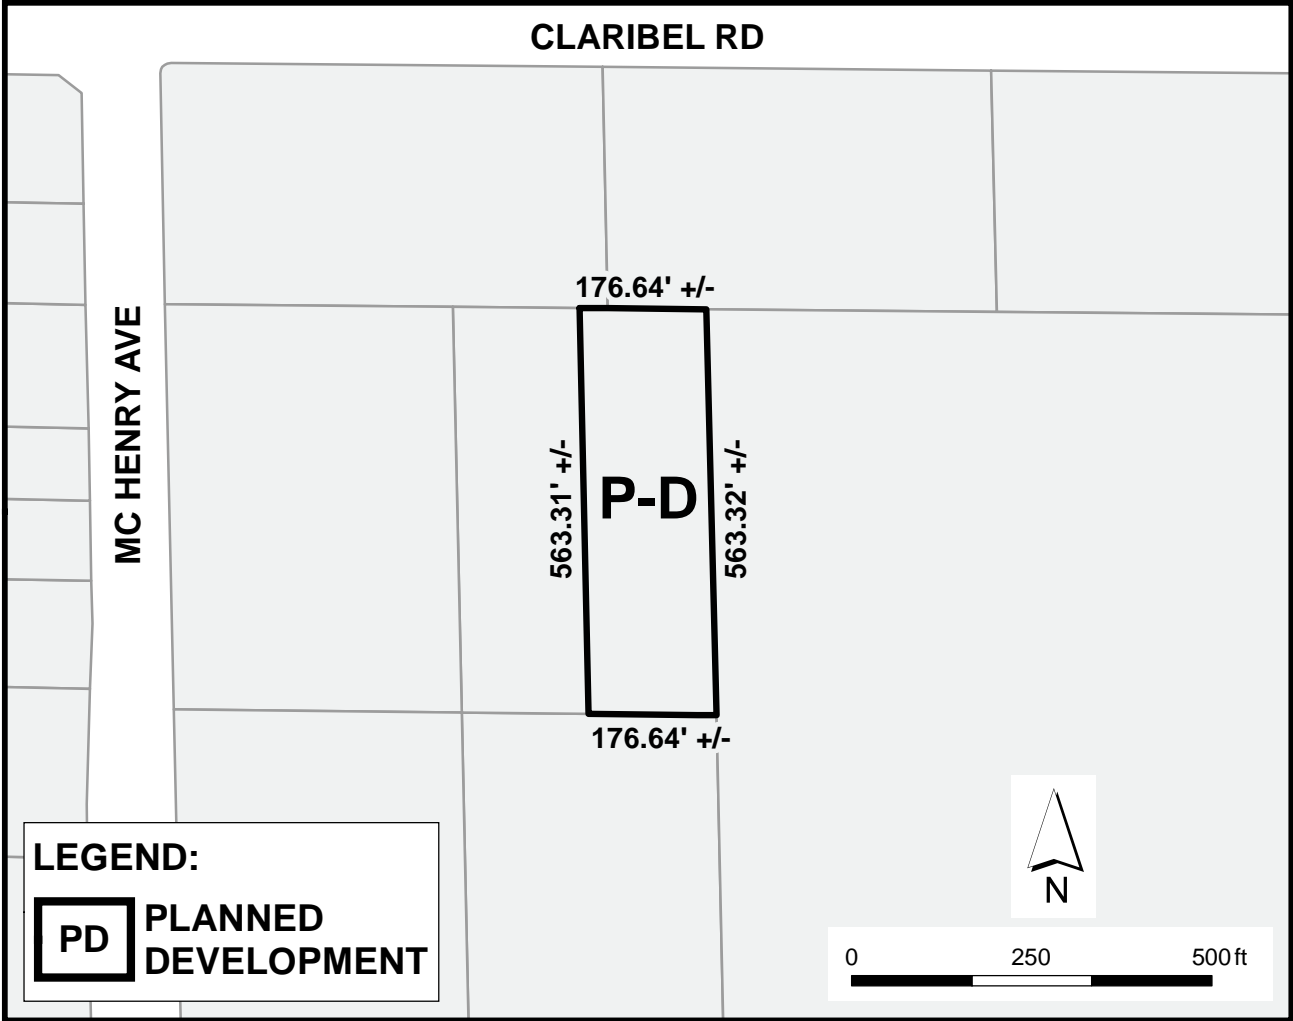 CLARIBEL RD
MC HENRY AVE
176.64' +/-
563.31' +/-
P-D
563.32' +/-
176.64' +/-
LEGEND:
PD
PLANNED
DEVELOPMENT
N
0 250 500 ft